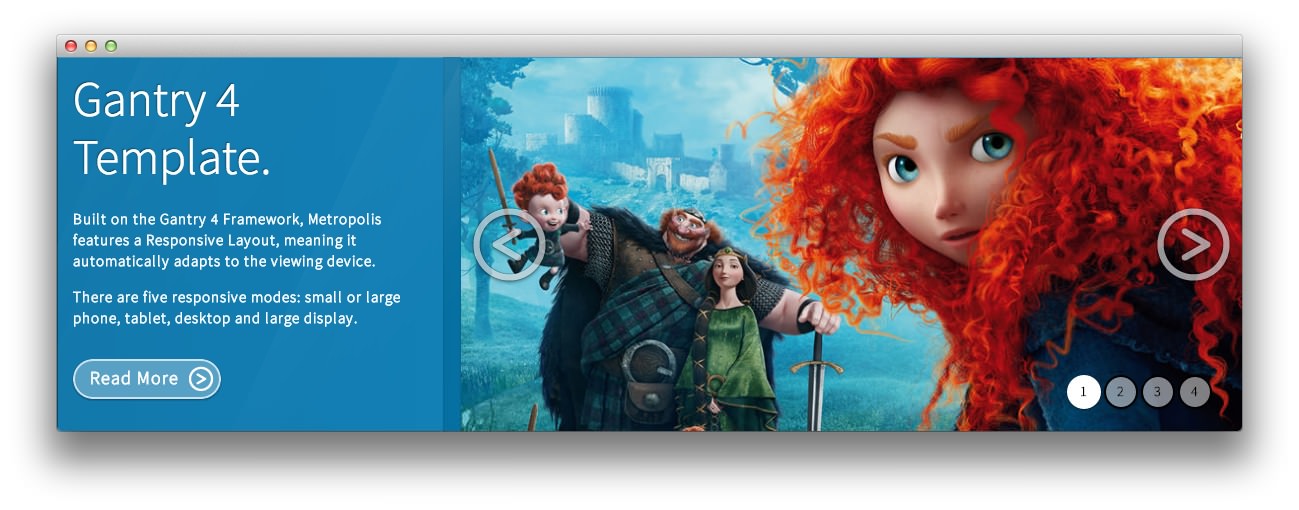 Gantry 4
Template.
Built on the Gantry 4 Framework, Metropolis
features a Responsive Layout, meaning it
automatically adapts to the viewing device.
There are five responsive modes: small or large
phone, tablet, desktop and large display.
Read More
1 2 3 4